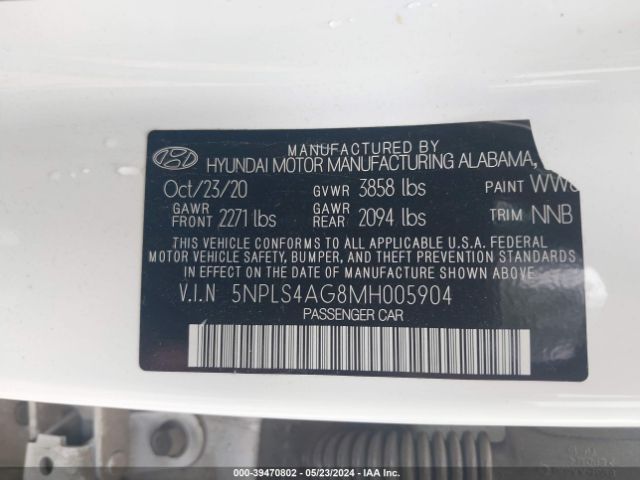 MANUFACTURED BY
HYUNDAI MOTOR MANUFACTURING ALABAMA,
Oct/23/20 GVWR 3858 lbs PAINT
GAWR FRONT 2271 lbs GAWR REAR 2094 lbs TRIM NNB
THIS VEHICLE CONFORMS TO ALL APPLICABLE U.S.A. FEDERAL
MOTOR VEHICLE SAFETY, BUMPER, AND THEFT PREVENTION STANDARDS
IN EFFECT ON THE DATE OF MANUFACTURE SHOWN ABOVE.
V.I.N 5NPLS4AG8MH005904
PASSENGER CAR
000-39470802 - 05/23/2024 - IAA Inc.